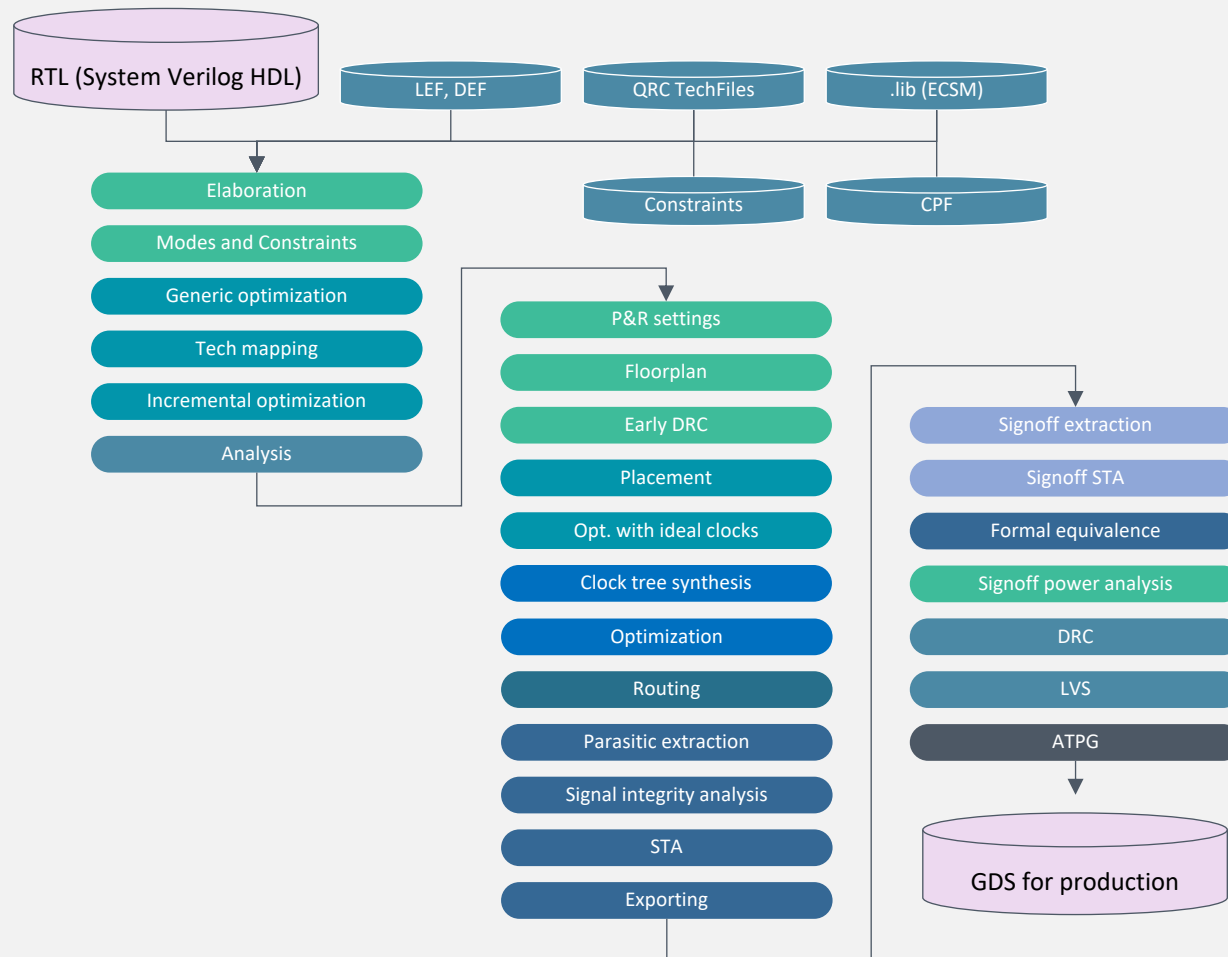 RTL (System Verilog HDL)
LEF, DEF
QRC TechFiles
.lib (ECSM)
Constraints
CPF
Elaboration
Modes and Constraints
Generic optimization
Tech mapping
Incremental optimization
Analysis
P&R settings
Floorplan
Early DRC
Placement
Opt. with ideal clocks
Clock tree synthesis
Optimization
Routing
Parasitic extraction
Signal integrity analysis
STA
Exporting
Signoff extraction
Signoff STA
Formal equivalence
Signoff power analysis
DRC
LVS
ATPG
GDS for production